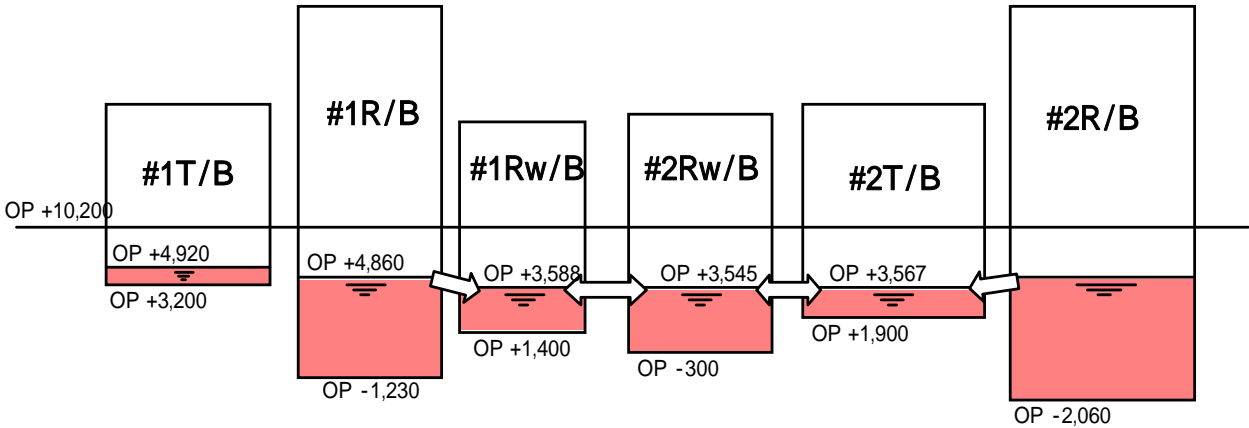 #1R/B
#2R/B
#1T/B
#1Rw/B
#2Rw/B
#2T/B
OP +10,200
OP +4,920
OP +4,860
OP +3,588
OP +3,545
OP +3,567
OP +3,200
OP +1,400
OP -300
OP +1,900
OP -1,230
OP -2,060